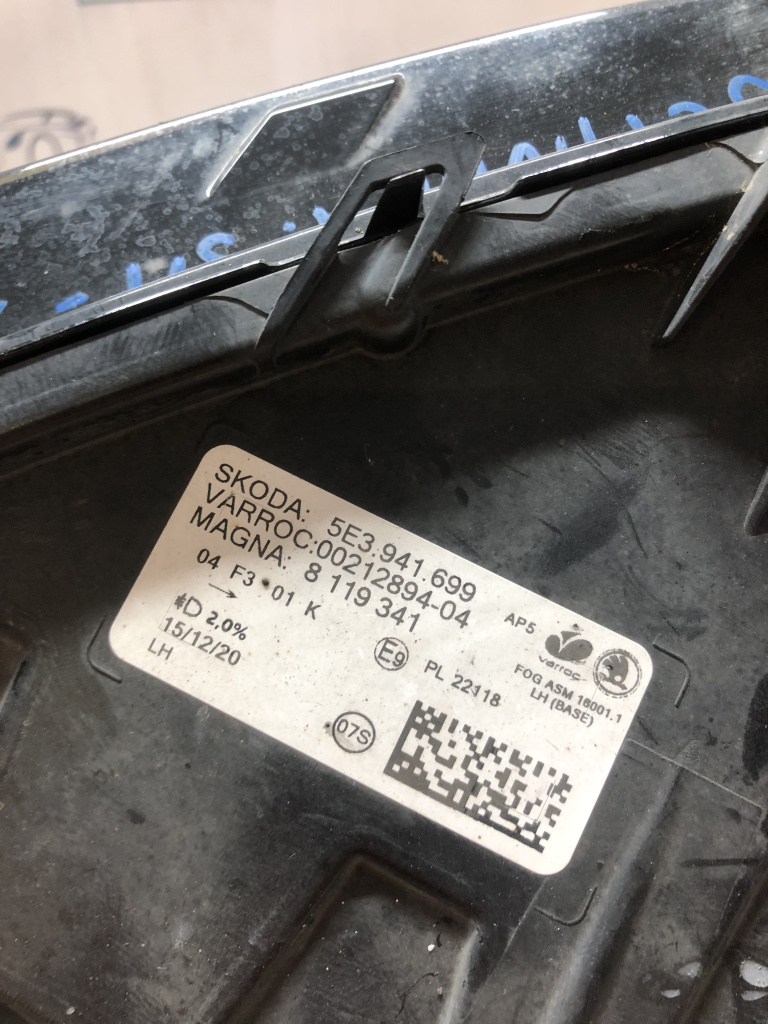 SKODA: 5E3.941.699
VARROC:00212894-04
MAGNA: 8 119 341
04 F3 01 K
D 2,0%
15/12/20
LH
E9
PL 22118
07S
AP5
varroc
FOG ASM 16001.1
LH (BASE)